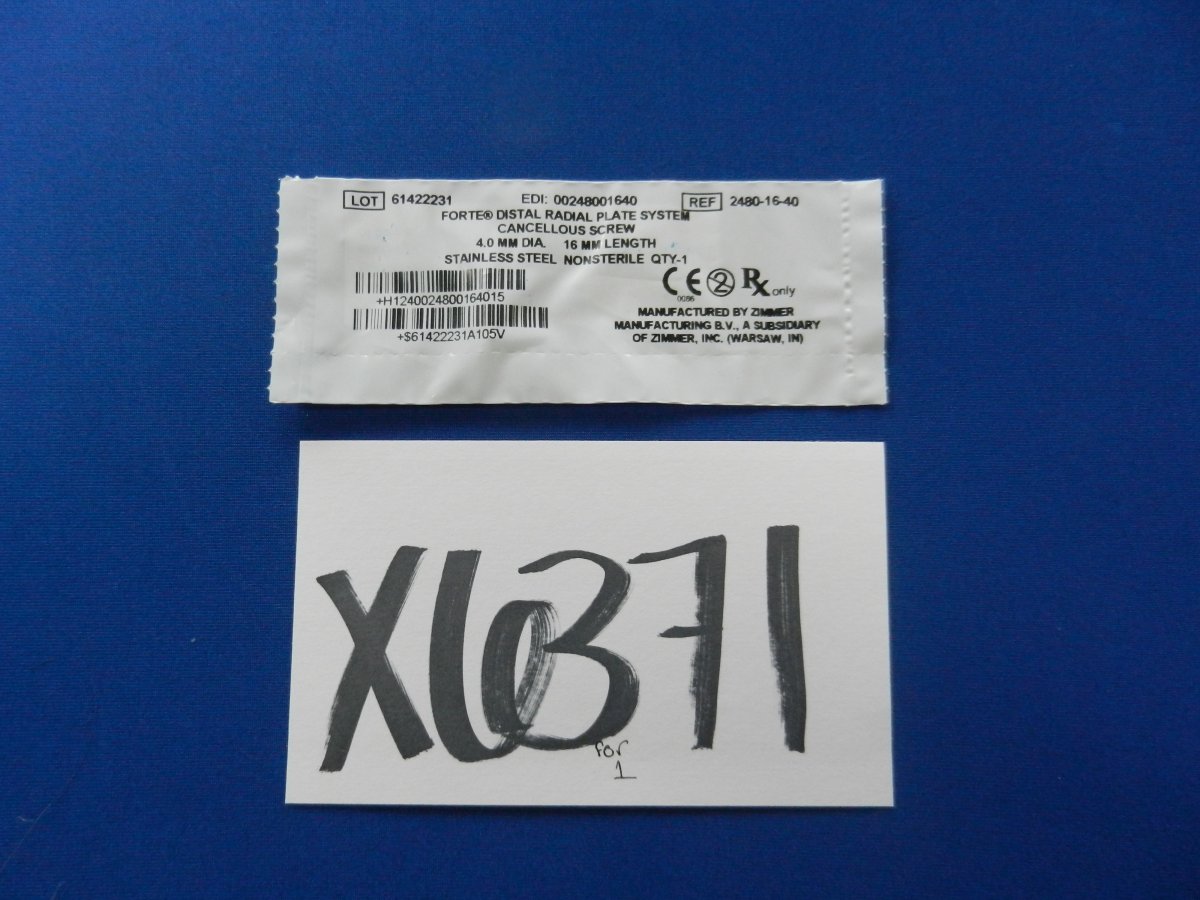 LOT 61422231 EDI: 00248001640 REF 2480-16-40
FORTE® DISTAL RADIAL PLATE SYSTEM
CANCELLOUS SCREW
4.0 MM DIA. 16 MM LENGTH
STAINLESS STEEL NONSTERILE QTY-1
+H1240024800164015
+$61422231A105V
CE 2 Rx only
0086
MANUFACTURED BY ZIMMER
MANUFACTURING B.V., A SUBSIDIARY
OF ZIMMER, INC. (WARSAW, IN)
X6371
for
1